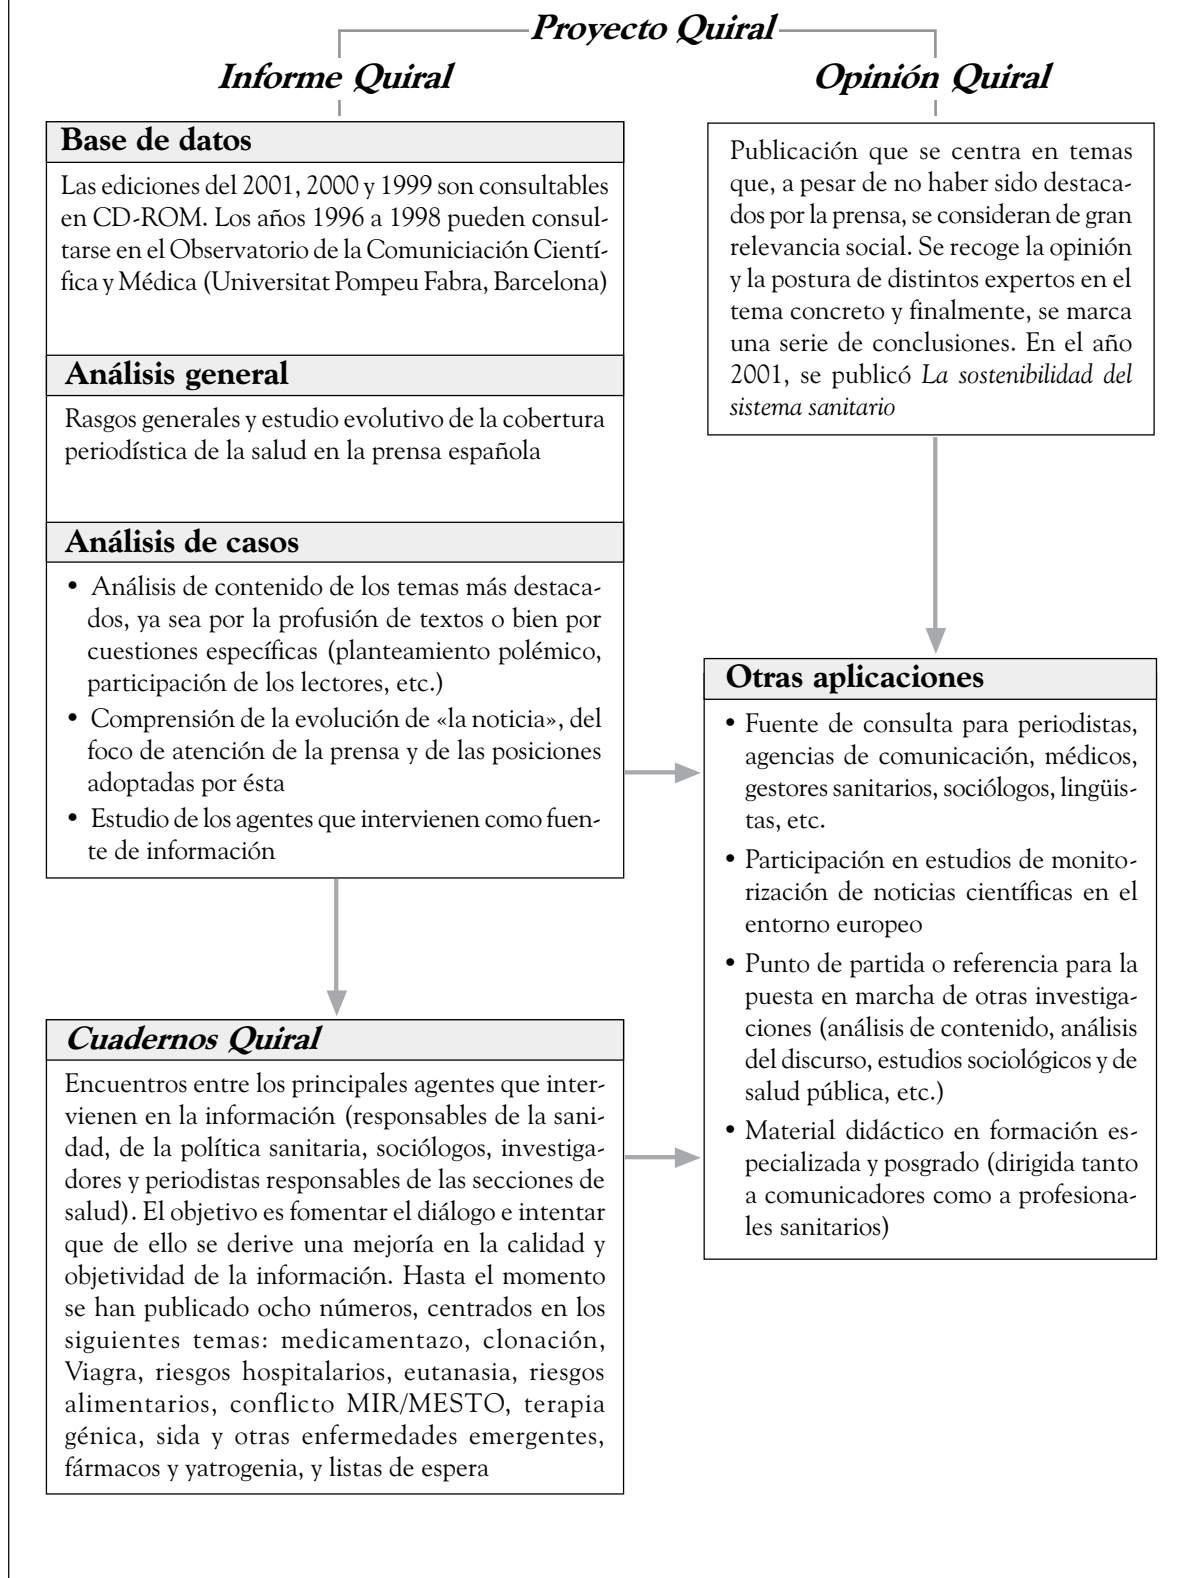 Proyecto Quiral
Informe Quiral
Base de datos
Las ediciones del 2001, 2000 y 1999 son consultables
en CD-ROM. Los años 1996 a 1998 pueden consul-
tarse en el Observatorio de la Comuniciación Cientí-
fica y Médica (Universitat Pompeu Fabra, Barcelona)
Análisis general
Rasgos generales y estudio evolutivo de la cobertura
periodística de la salud en la prensa española
Análisis de casos
• Análisis de contenido de los temas más destaca-
dos, ya sea por la profusión de textos o bien por
cuestiones específicas (planteamiento polémico,
participación de los lectores, etc.)
• Comprensión de la evolución de «la noticia», del
foco de atención de la prensa y de las posiciones
adoptadas por ésta
• Estudio de los agentes que intervienen como fuen-
te de información
Cuadernos Quiral
Encuentros entre los principales agentes que inter-
vienen en la información (responsables de la sani-
dad, de la política sanitaria, sociólogos, investiga-
dores y periodistas responsables de las secciones de
salud). El objetivo es fomentar el diálogo e intentar
que de ello se derive una mejoría en la calidad y
objetividad de la información. Hasta el momento
se han publicado ocho números, centrados en los
siguientes temas: medicamentazo, clonación,
Viagra, riesgos hospitalarios, eutanasia, riesgos
alimentarios, conflicto MIR/MESTO, terapia
génica, sida y otras enfermedades emergentes,
fármacos y yatrogenia, y listas de espera
Opinión Quiral
Publicación que se centra en temas
que, a pesar de no haber sido destaca-
dos por la prensa, se consideran de gran
relevancia social. Se recoge la opinión
y la postura de distintos expertos en el
tema concreto y finalmente, se marca
una serie de conclusiones. En el año
2001, se publicó La sostenibilidad del
sistema sanitario
Otras aplicaciones
• Fuente de consulta para periodistas,
agencias de comunicación, médicos,
gestores sanitarios, sociólogos, lingüis-
tas, etc.
• Participación en estudios de monito-
rización de noticias científicas en el
entorno europeo
• Punto de partida o referencia para la
puesta en marcha de otras investiga-
ciones (análisis de contenido, análisis
del discurso, estudios sociológicos y de
salud pública, etc.)
• Material didáctico en formación es-
pecializada y posgrado (dirigida tanto
a comunicadores como a profesiona-
les sanitarios)